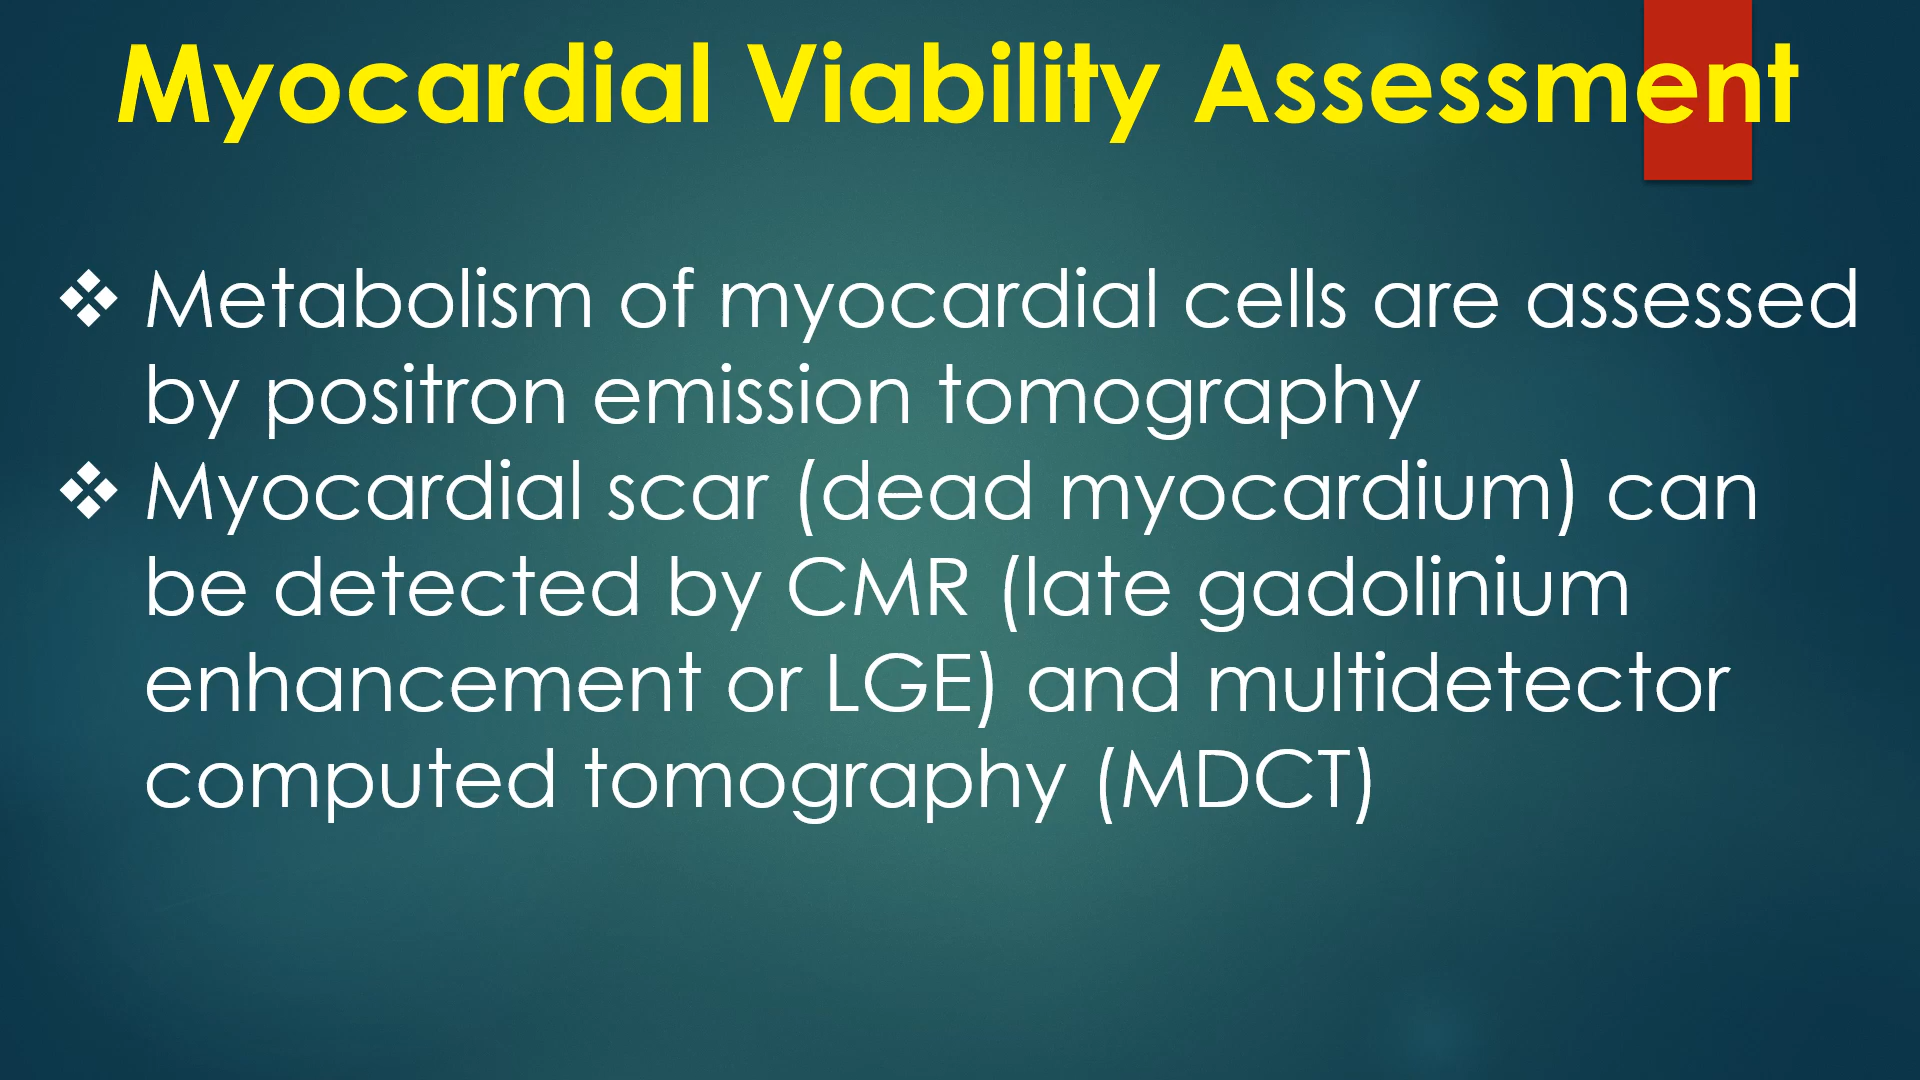 Myocardial Viability Assessment
❖ Metabolism of myocardial cells are assessed
by positron emission tomography
❖ Myocardial scar (dead myocardium) can
be detected by CMR (late gadolinium
enhancement or LGE) and multidetector
computed tomography (MDCT)